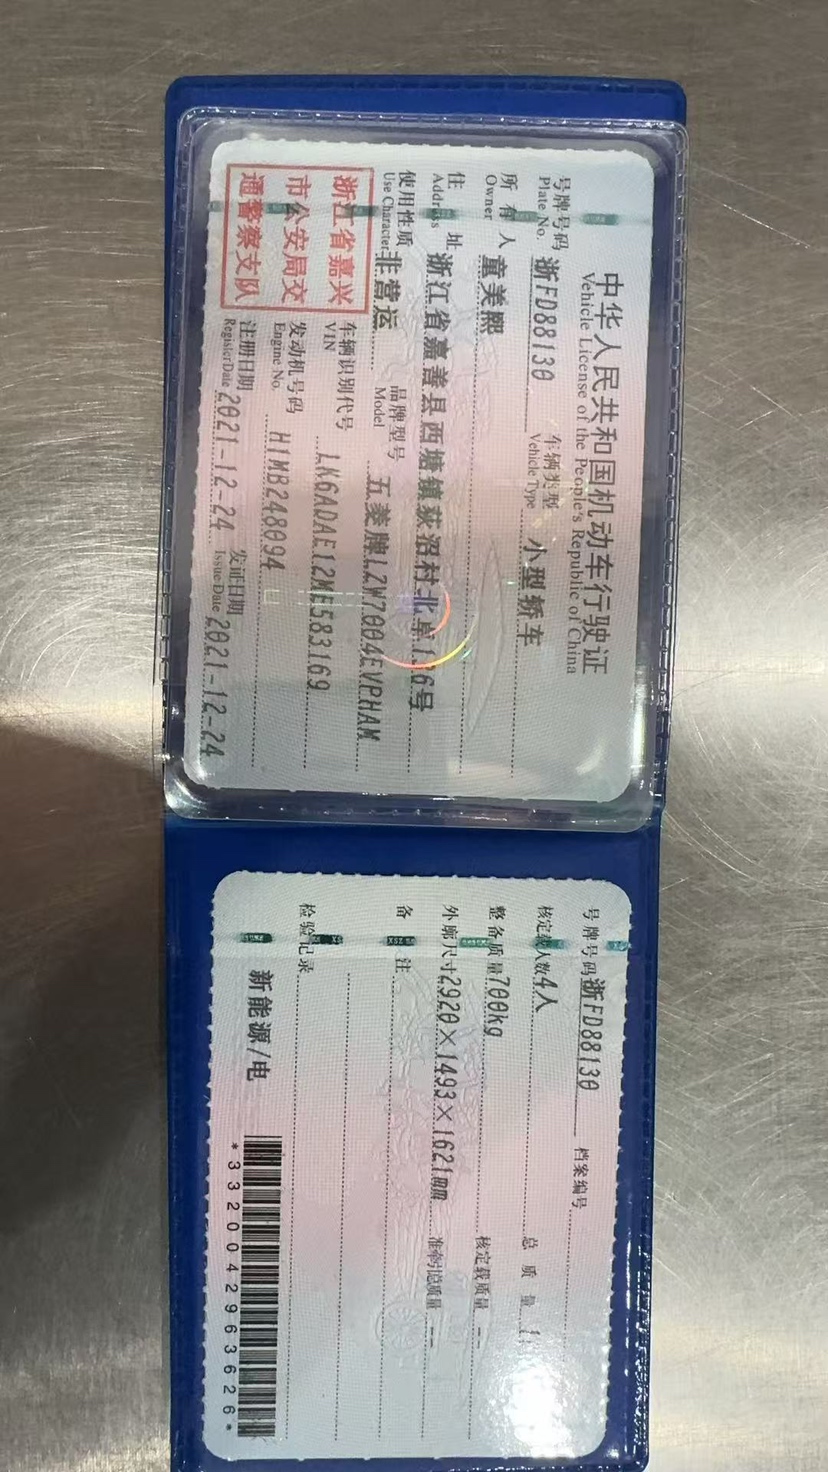 中华人民共和国机动车行驶证
Vehicle License of the People's Republic of China
号牌号码 浙FD88130 车辆类型 小型轿车
Plate No. Vehicle Type
所有人 童美熙
Owner
住址 浙江省嘉善县西塘镇荻沼村北阜126号
Address
使用性质 非营运 品牌型号 五菱牌LZW7004EVPHAM
Use Character Model
浙江省嘉兴
市公安局交
通警察支队
车辆识别代号 LK6ADAE12ME583169
VIN
发动机号码 H1MB248094
Engine No.
注册日期 2021-12-24 发证日期 2021-12-24
Register Date Issue Date
号牌号码 浙FD88130 档案编号
核定载人数 4人 总质量
整备质量 700kg 核定载质量 --
外廓尺寸 2920×1493×1621mm 准牵引总质量 --
备注
检验记录
新能源/电
*3320042963626*